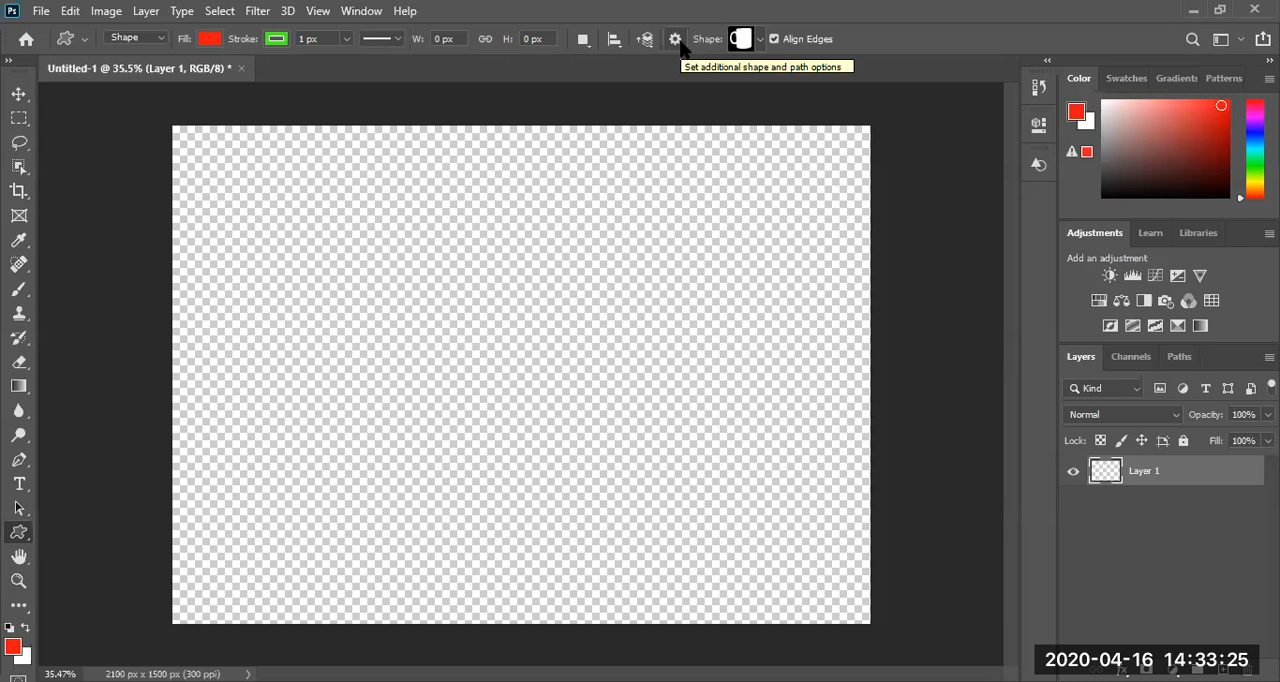 Ps File Edit Image Layer Type Select Filter 3D View Window Help
Shape Fill: Stroke: 1 px W: 0 px H: 0 px Shape: Align Edges
Set additional shape and path options
Untitled-1 @ 35.5% (Layer 1, RGB/8) *
Color Swatches Gradients Patterns
Adjustments Learn Libraries
Add an adjustment
Layers Channels Paths
Kind
Normal Opacity: 100%
Lock: Fill: 100%
Layer 1
35.47% 2100 px x 1500 px (300 ppi)
2020-04-16 14:33:25